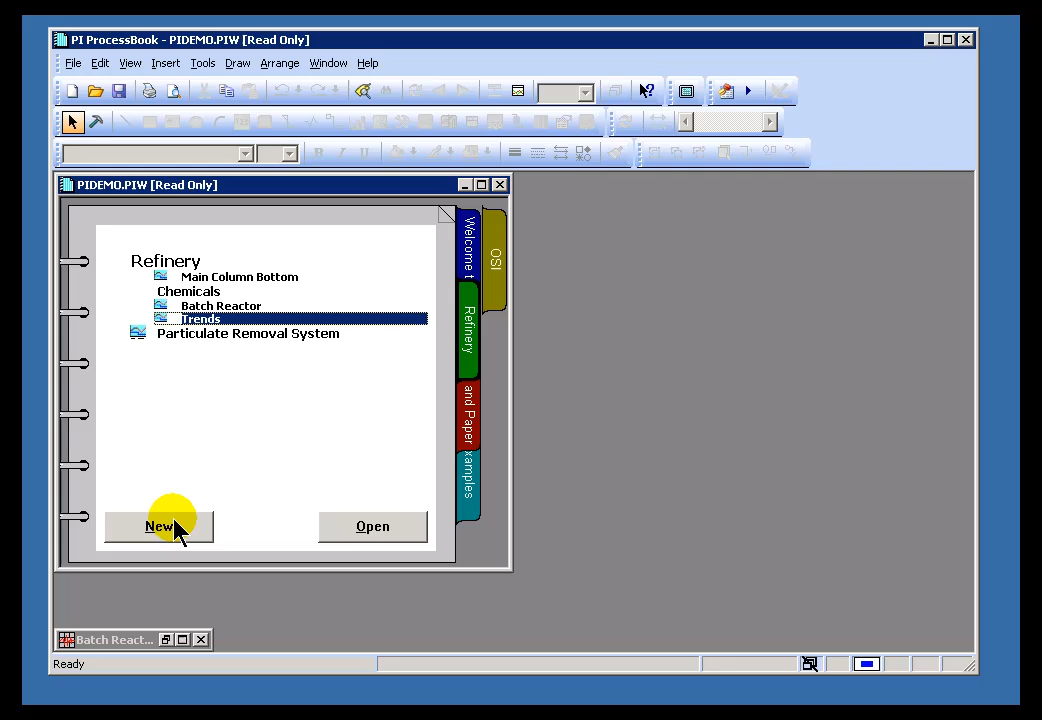 PI ProcessBook - PIDEMO.PIW [Read Only]
File Edit View Insert Tools Draw Arrange Window Help
B I U
PIDEMO.PIW [Read Only]
Refinery
Main Column Bottom
Chemicals
Batch Reactor
Trends
Particulate Removal System
New
Open
Welcome t
Refinery
and Paper
xamples
OSI
Batch React...
Ready